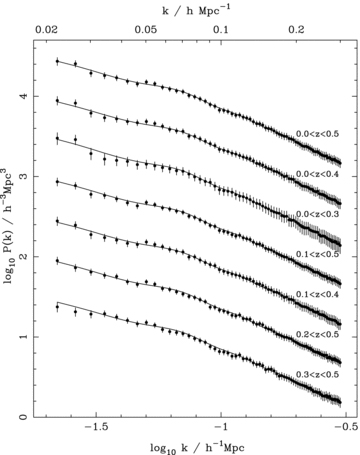 k / h Mpc⁻¹
0.02 0.05 0.1 0.2
log₁₀ P(k) / h⁻³Mpc³
4
3
2
1
0
0.0<z<0.5
0.0<z<0.4
0.0<z<0.3
0.1<z<0.5
0.1<z<0.4
0.2<z<0.5
0.3<z<0.5
−1.5 −1 −0.5
log₁₀ k / h⁻¹Mpc